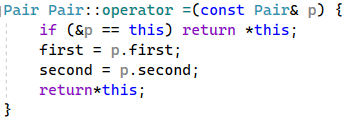 Pair Pair::operator =(const Pair& p) {
    if (&p == this) return *this;
    first = p.first;
    second = p.second;
    return*this;
}